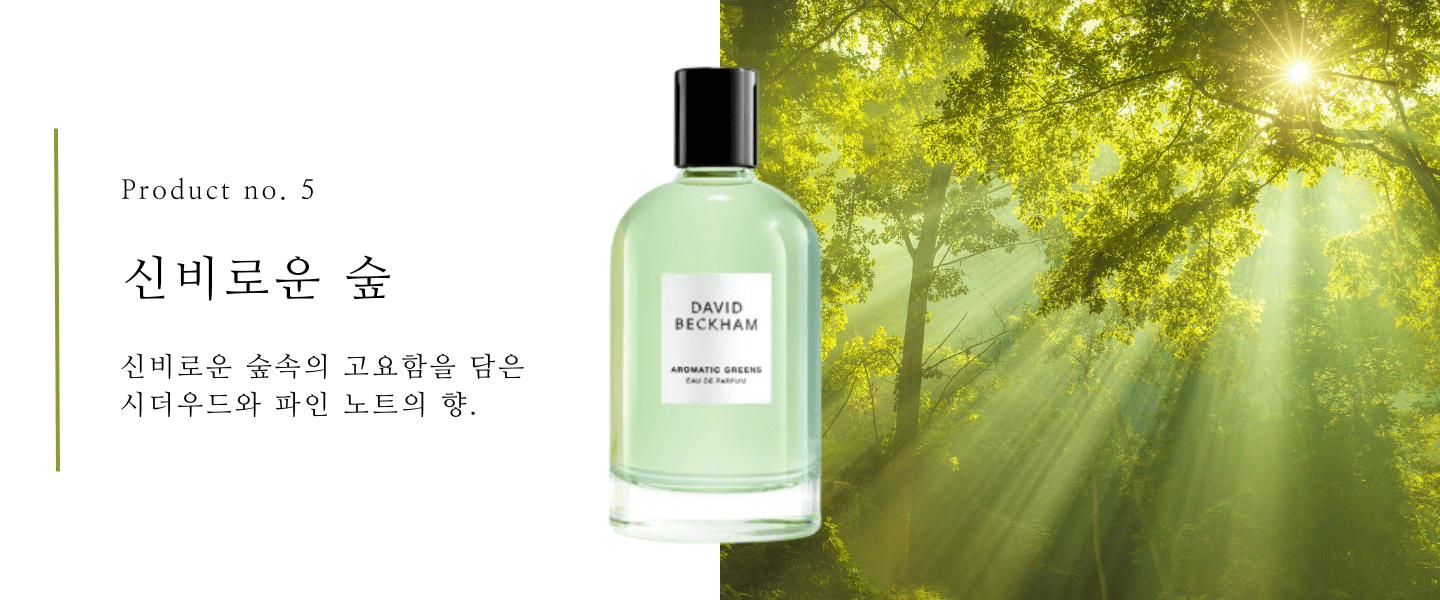 Product no. 5
신비로운 숲
신비로운 숲속의 고요함을 담은
시더우드와 파인 노트의 향.
DAVID
BECKHAM
AROMATIC GREENS
EAU DE PARFUM